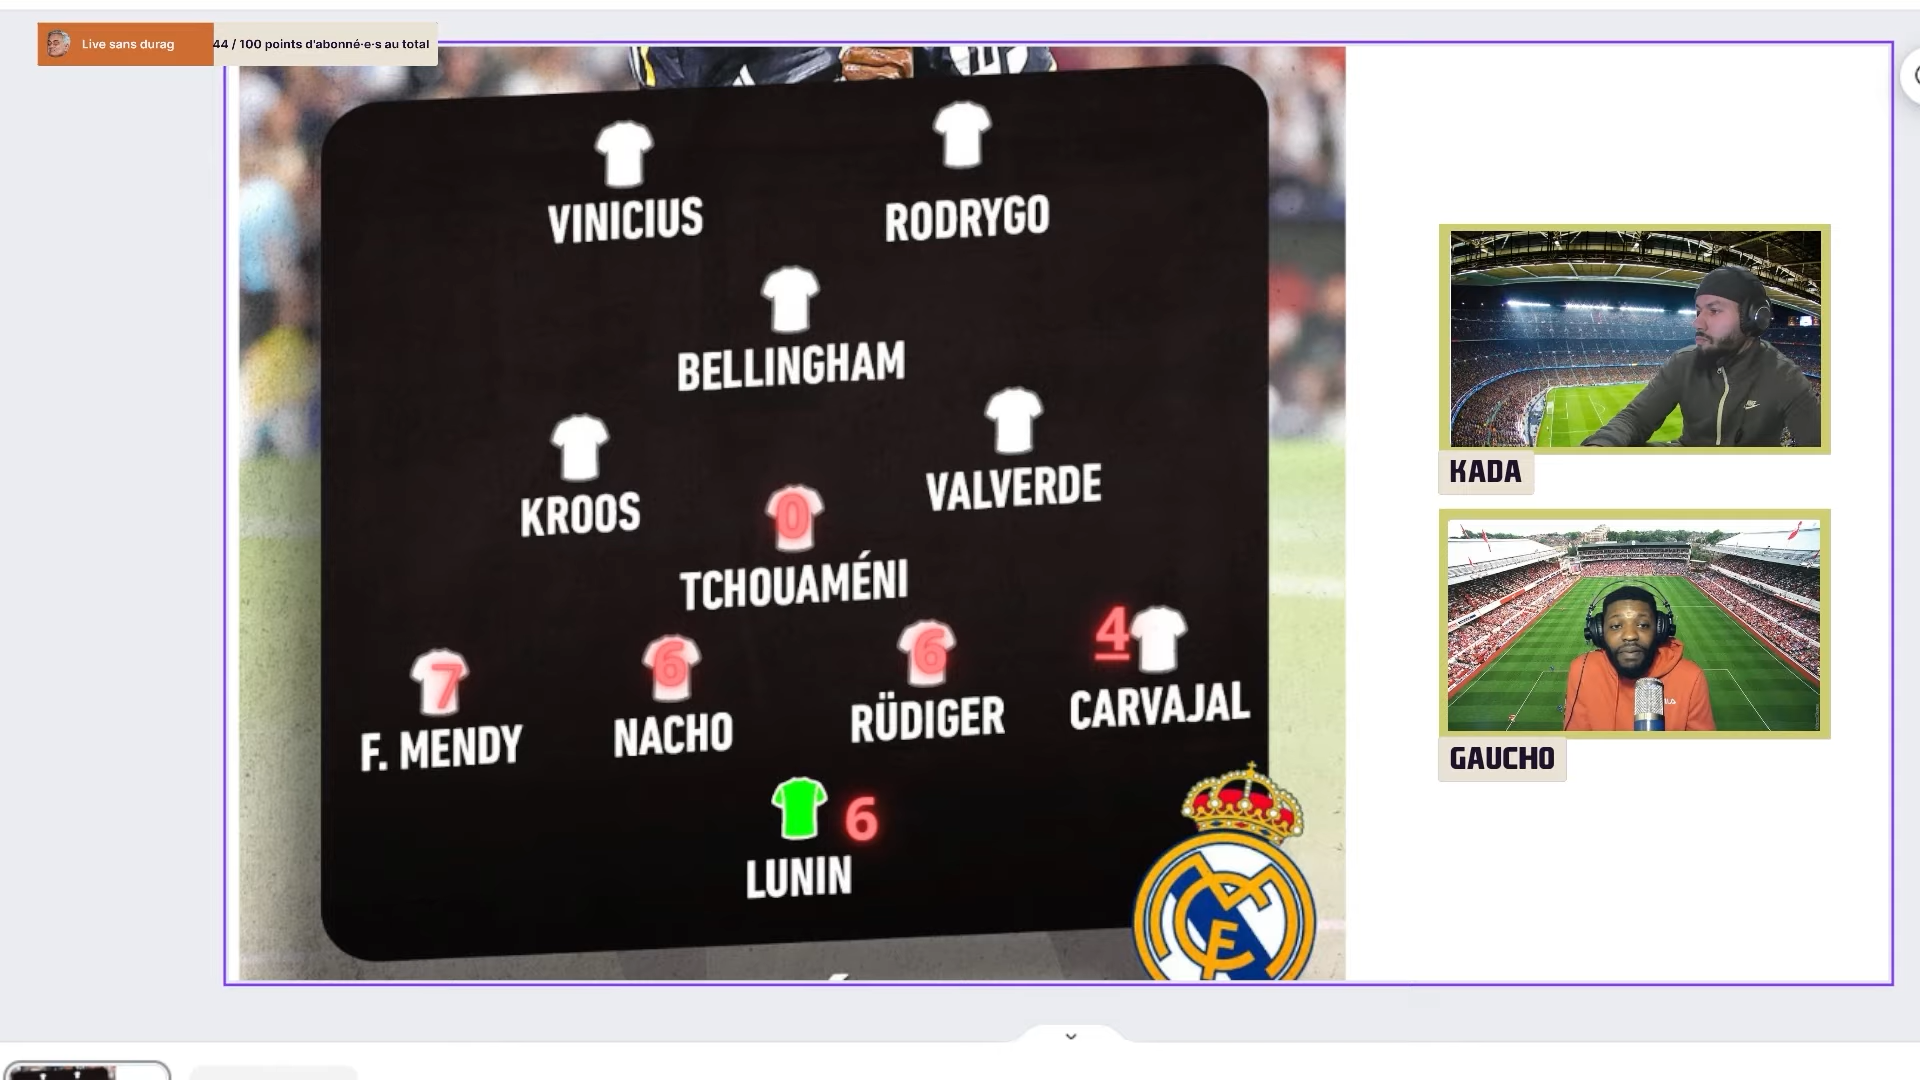 Live sans durag
44 / 100 points d'abonné·e·s au total
VINICIUS
RODRYGO
BELLINGHAM
KROOS
VALVERDE
0
TCHOUAMÉNI
7
6
6
4
F. MENDY
NACHO
RÜDIGER
CARVAJAL
6
LUNIN
KADA
GAUCHO